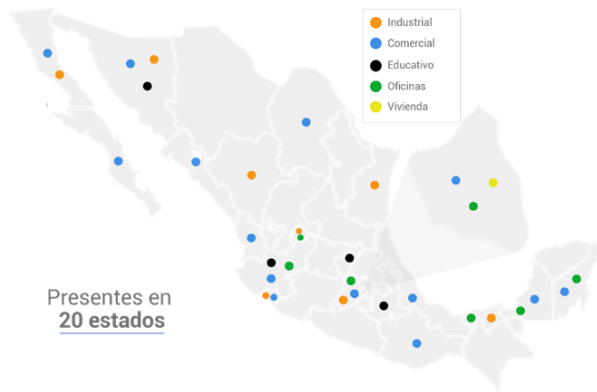 Industrial
Comercial
Educativo
Oficinas
Vivienda
Presentes en
20 estados